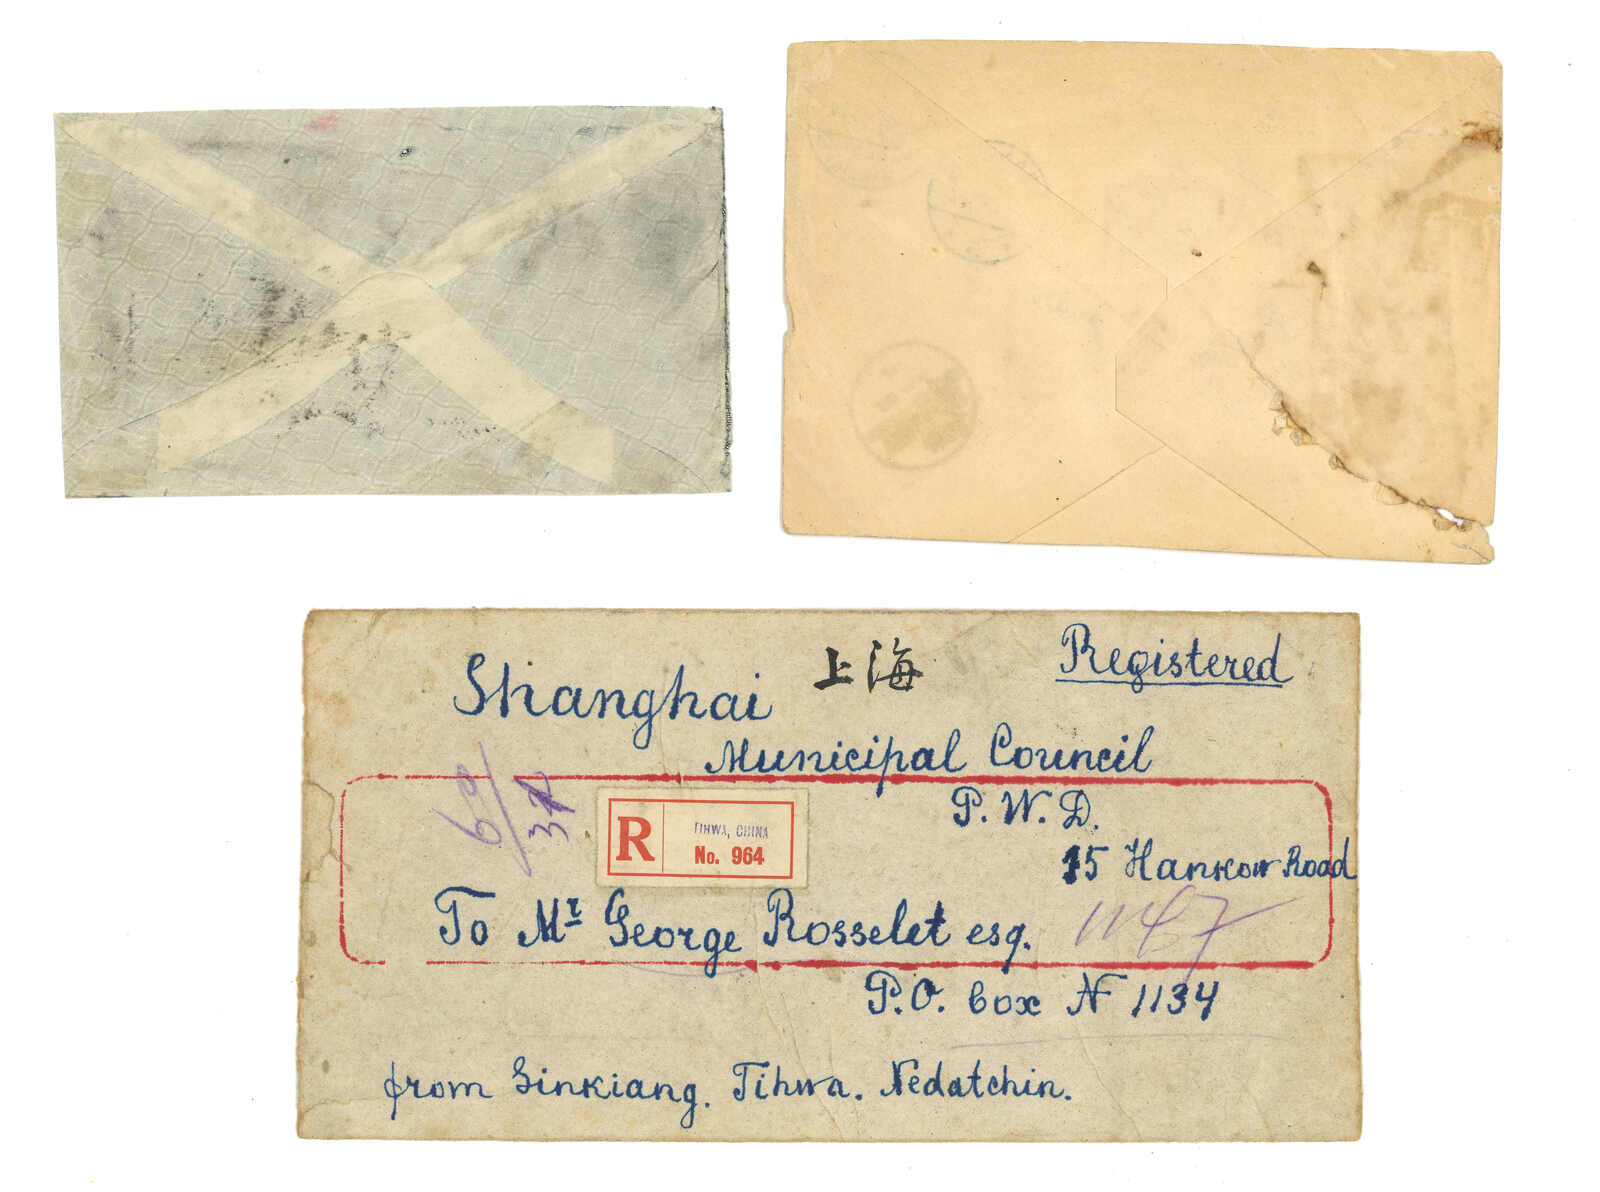 Shanghai 上海 Registered
Municipal Council
P. W. D.
15 Hankow Road
R TIHWA, CHINA
No. 964
To Mr George Rosselet esq.
P.O. box N 1134
from Sinkiang. Tihwa. Nedatchin.